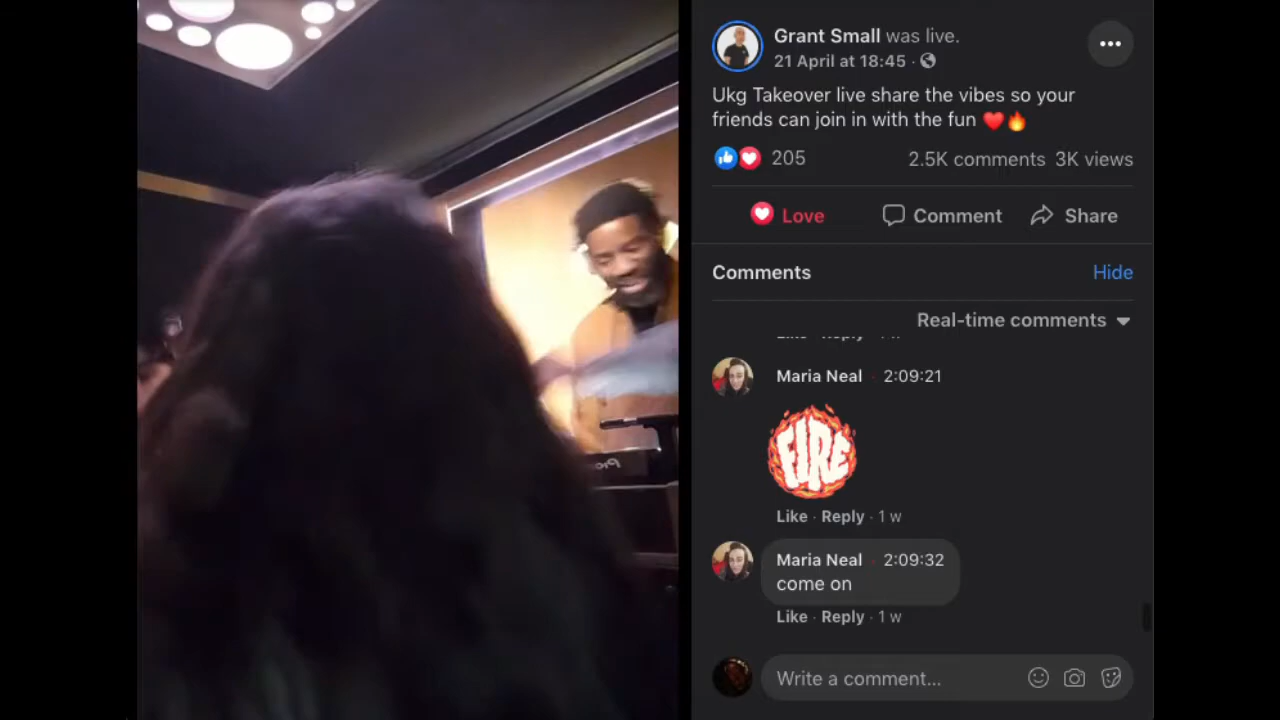 Grant Small was live.
21 April at 18:45 ·
Ukg Takeover live share the vibes so your
friends can join in with the fun ❤️🔥
205
2.5K comments 3K views
Love
Comment
Share
Comments
Hide
Real-time comments
Maria Neal · 2:09:21
FIRE
Like · Reply · 1 w
Maria Neal · 2:09:32
come on
Like · Reply · 1 w
Write a comment...